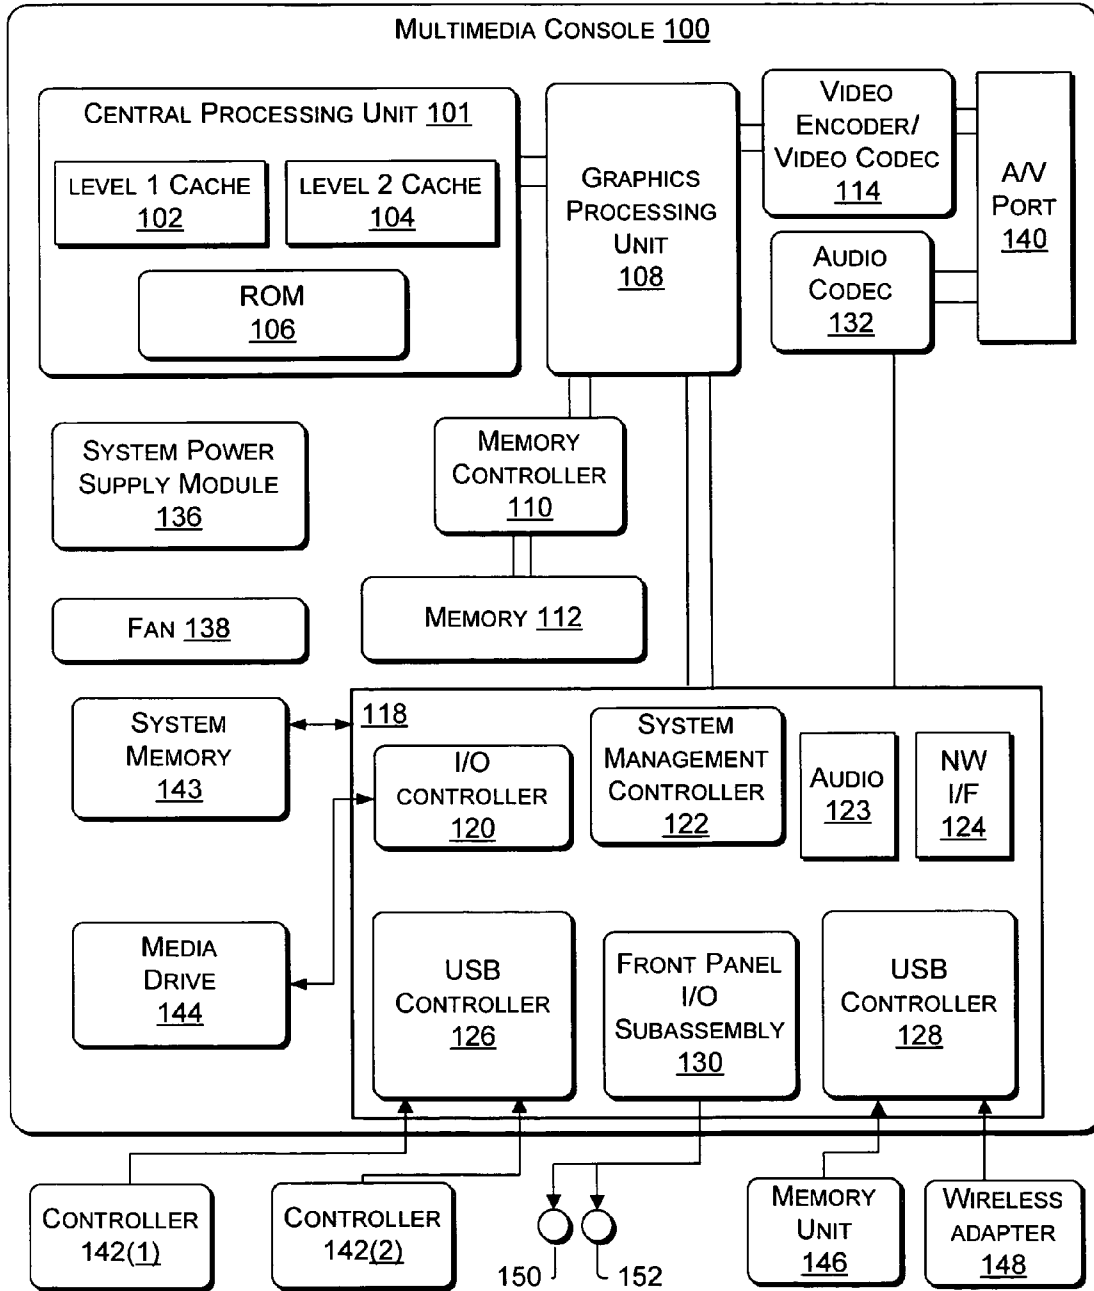 MULTIMEDIA CONSOLE 100
CENTRAL PROCESSING UNIT 101
LEVEL 1 CACHE
102
LEVEL 2 CACHE
104
ROM
106
GRAPHICS
PROCESSING
UNIT
108
VIDEO
ENCODER/
VIDEO CODEC
114
A/V
PORT
140
AUDIO
CODEC
132
SYSTEM POWER
SUPPLY MODULE
136
MEMORY
CONTROLLER
110
FAN 138
MEMORY 112
SYSTEM
MEMORY
143
118
I/O
CONTROLLER
120
SYSTEM
MANAGEMENT
CONTROLLER
122
AUDIO
123
NW
I/F
124
MEDIA
DRIVE
144
USB
CONTROLLER
126
FRONT PANEL
I/O
SUBASSEMBLY
130
USB
CONTROLLER
128
CONTROLLER
142(1)
CONTROLLER
142(2)
150
152
MEMORY
UNIT
146
WIRELESS
ADAPTER
148